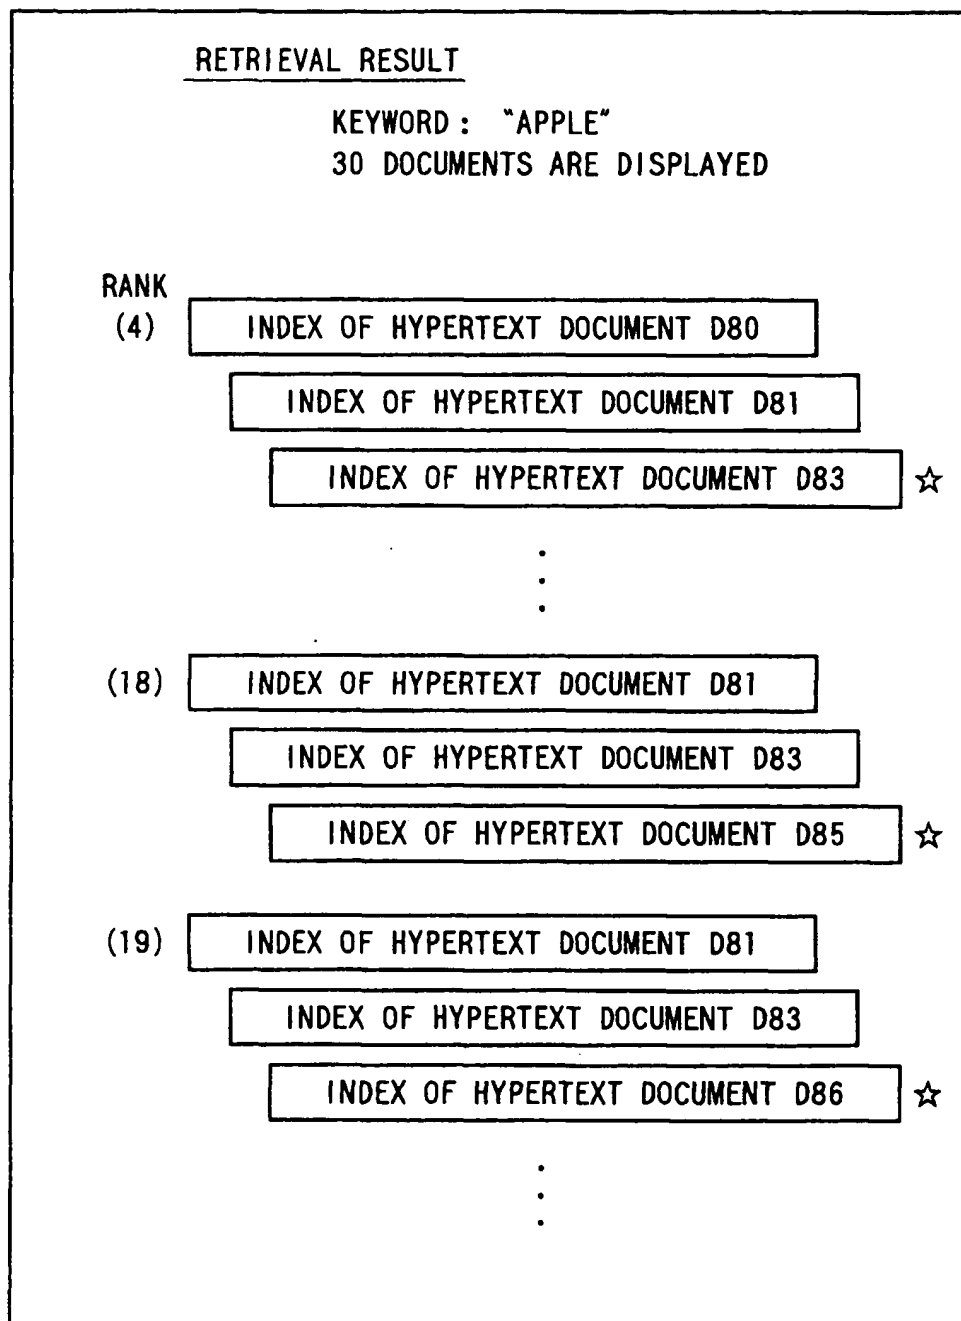 RETRIEVAL RESULT
KEYWORD : "APPLE"
30 DOCUMENTS ARE DISPLAYED
RANK
(4) INDEX OF HYPERTEXT DOCUMENT D80
INDEX OF HYPERTEXT DOCUMENT D81
INDEX OF HYPERTEXT DOCUMENT D83 ☆
(18) INDEX OF HYPERTEXT DOCUMENT D81
INDEX OF HYPERTEXT DOCUMENT D83
INDEX OF HYPERTEXT DOCUMENT D85 ☆
(19) INDEX OF HYPERTEXT DOCUMENT D81
INDEX OF HYPERTEXT DOCUMENT D83
INDEX OF HYPERTEXT DOCUMENT D86 ☆